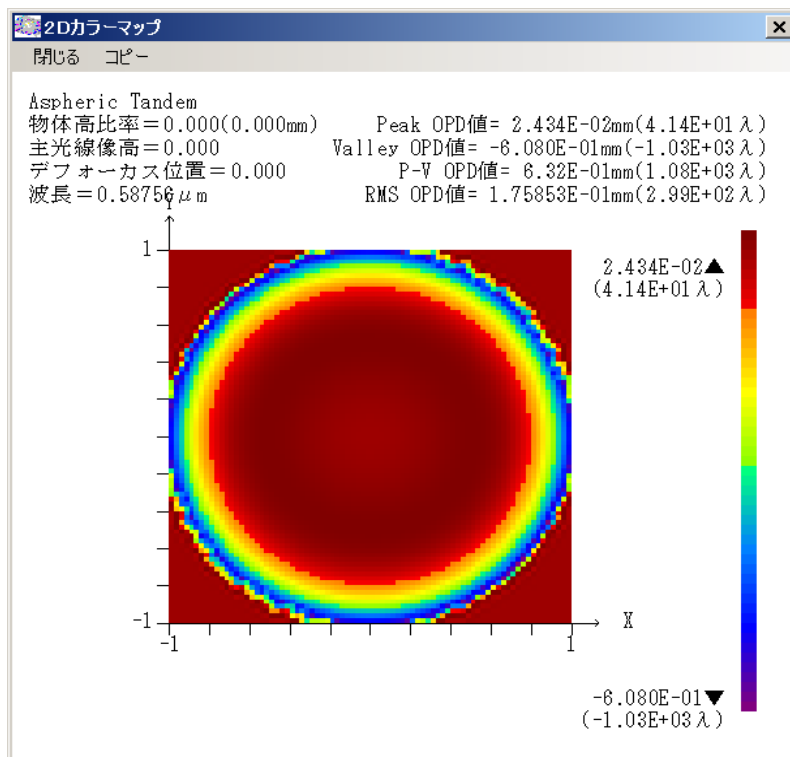 2Dカラーマップ
閉じる コピー
Aspheric Tandem
物体高比率＝0.000(0.000mm) Peak OPD値= 2.434E-02mm(4.14E+01λ)
主光線像高＝0.000 Valley OPD値= -6.080E-01mm(-1.03E+03λ)
デフォーカス位置＝0.000 P-V OPD値= 6.32E-01mm(1.08E+03λ)
波長＝0.58756μm RMS OPD値= 1.75853E-01mm(2.99E+02λ)
Y
1
2.434E-02▲
(4.14E+01λ)
-1
X
-1 1
-6.080E-01▼
(-1.03E+03λ)